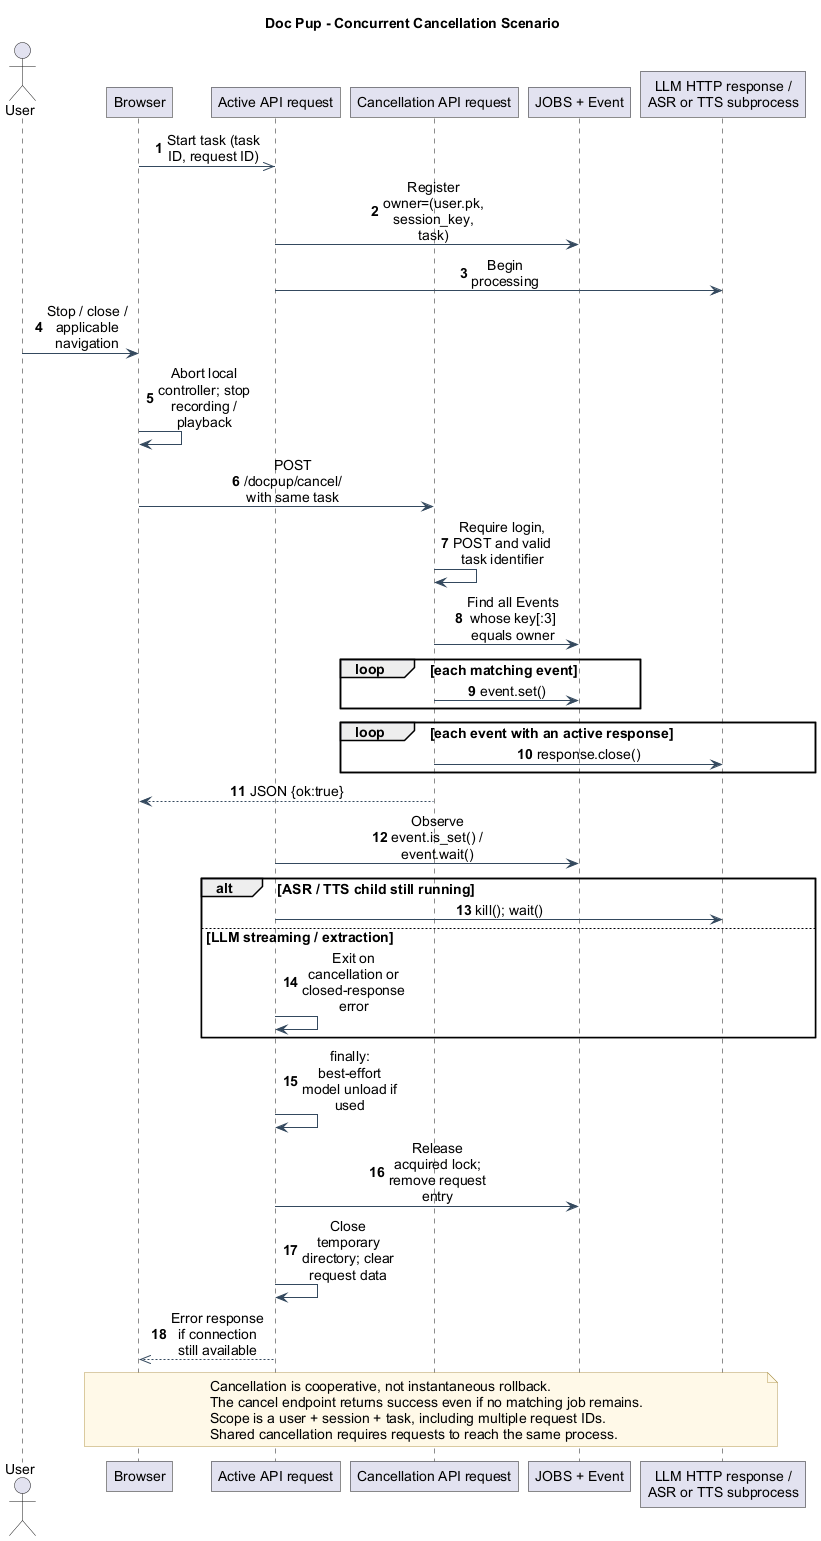 Doc Pup - Concurrent Cancellation Scenario
User
Browser
Active API request
Cancellation API request
JOBS + Event
LLM HTTP response /
ASR or TTS subprocess
1 Start task (task
ID, request ID)
Register
2 owner=(user.pk,
session_key,
task)
3 Begin
processing
Stop / close /
4 applicable
navigation
Abort local
5 controller; stop
recording /
playback
POST
6 /docpup/cancel/
with same task
Require login,
7 POST and valid
task identifier
Find all Events
8 whose key[:3]
equals owner
loop [each matching event]
9 event.set()
loop [each event with an active response]
10 response.close()
11 JSON {ok:true}
Observe
12 event.is_set() /
event.wait()
alt [ASR / TTS child still running]
13 kill(); wait()
[LLM streaming / extraction]
Exit on
14 cancellation or
closed-response
error
finally:
15 best-effort
model unload if
used
Release
16 acquired lock;
remove request
entry
Close
17 temporary
directory; clear
request data
Error response
18 if connection
still available
Cancellation is cooperative, not instantaneous rollback.
The cancel endpoint returns success even if no matching job remains.
Scope is a user + session + task, including multiple request IDs.
Shared cancellation requires requests to reach the same process.
User
Browser
Active API request
Cancellation API request
JOBS + Event
LLM HTTP response /
ASR or TTS subprocess